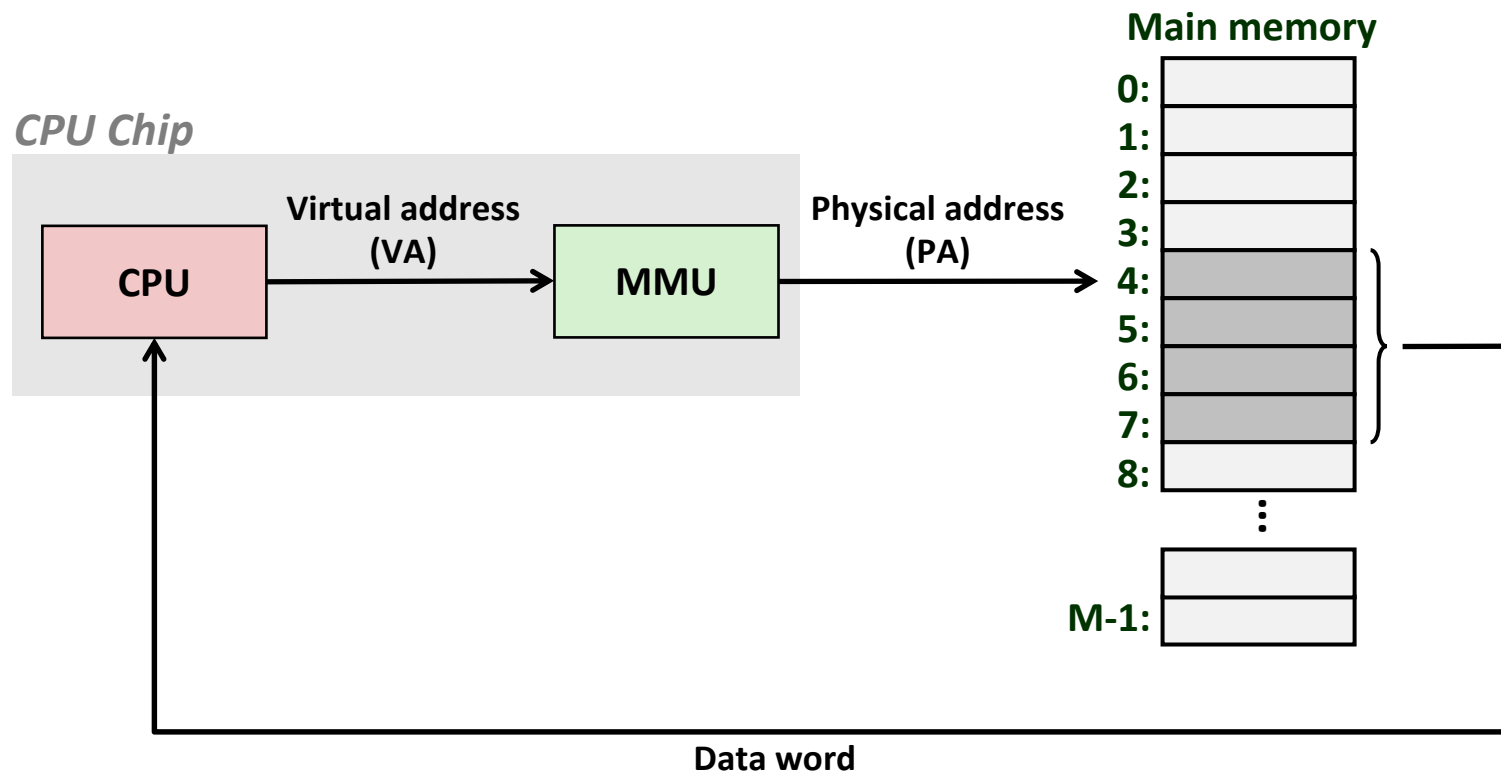 Main memory
0:
CPU Chip
1:
2:
Virtual address
(VA)
Physical address
(PA)
3:
CPU
MMU
4:
5:
6:
7:
8:
⋮
M-1:
Data word